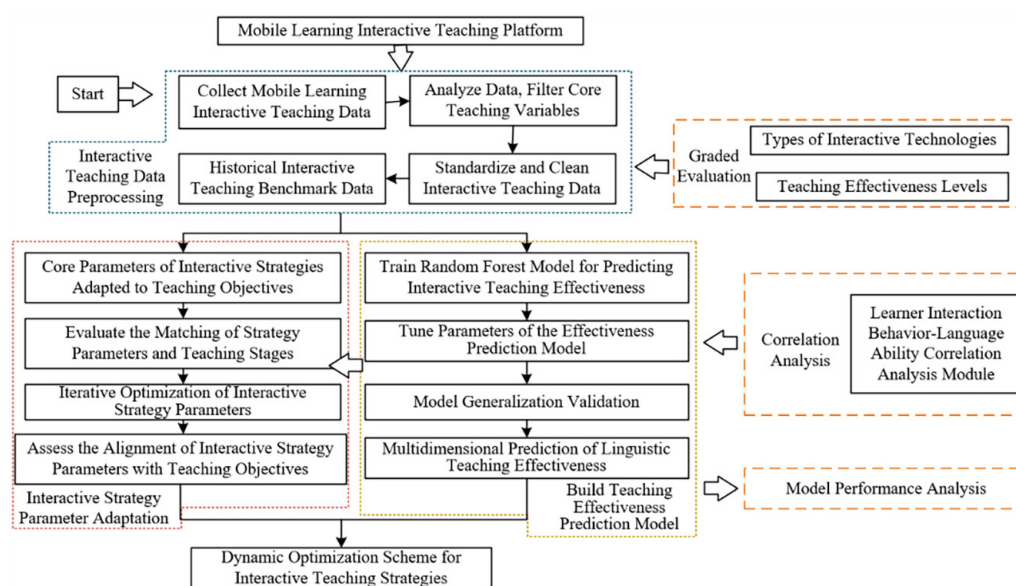 Mobile Learning Interactive Teaching Platform
Start
Collect Mobile Learning
Interactive Teaching Data
Analyze Data, Filter Core
Teaching Variables
Interactive
Teaching Data
Preprocessing
Historical Interactive
Teaching Benchmark Data
Standardize and Clean
Interactive Teaching Data
Graded
Evaluation
Types of Interactive Technologies
Teaching Effectiveness Levels
Core Parameters of Interactive Strategies
Adapted to Teaching Objectives
Evaluate the Matching of Strategy
Parameters and Teaching Stages
Iterative Optimization of Interactive
Strategy Parameters
Assess the Alignment of Interactive Strategy
Parameters with Teaching Objectives
Interactive Strategy
Parameter Adaptation
Train Random Forest Model for Predicting
Interactive Teaching Effectiveness
Tune Parameters of the Effectiveness
Prediction Model
Model Generalization Validation
Multidimensional Prediction of Linguistic
Teaching Effectiveness
Build Teaching
Effectiveness
Prediction Model
Correlation
Analysis
Learner Interaction
Behavior-Language
Ability Correlation
Analysis Module
Model Performance Analysis
Dynamic Optimization Scheme for
Interactive Teaching Strategies